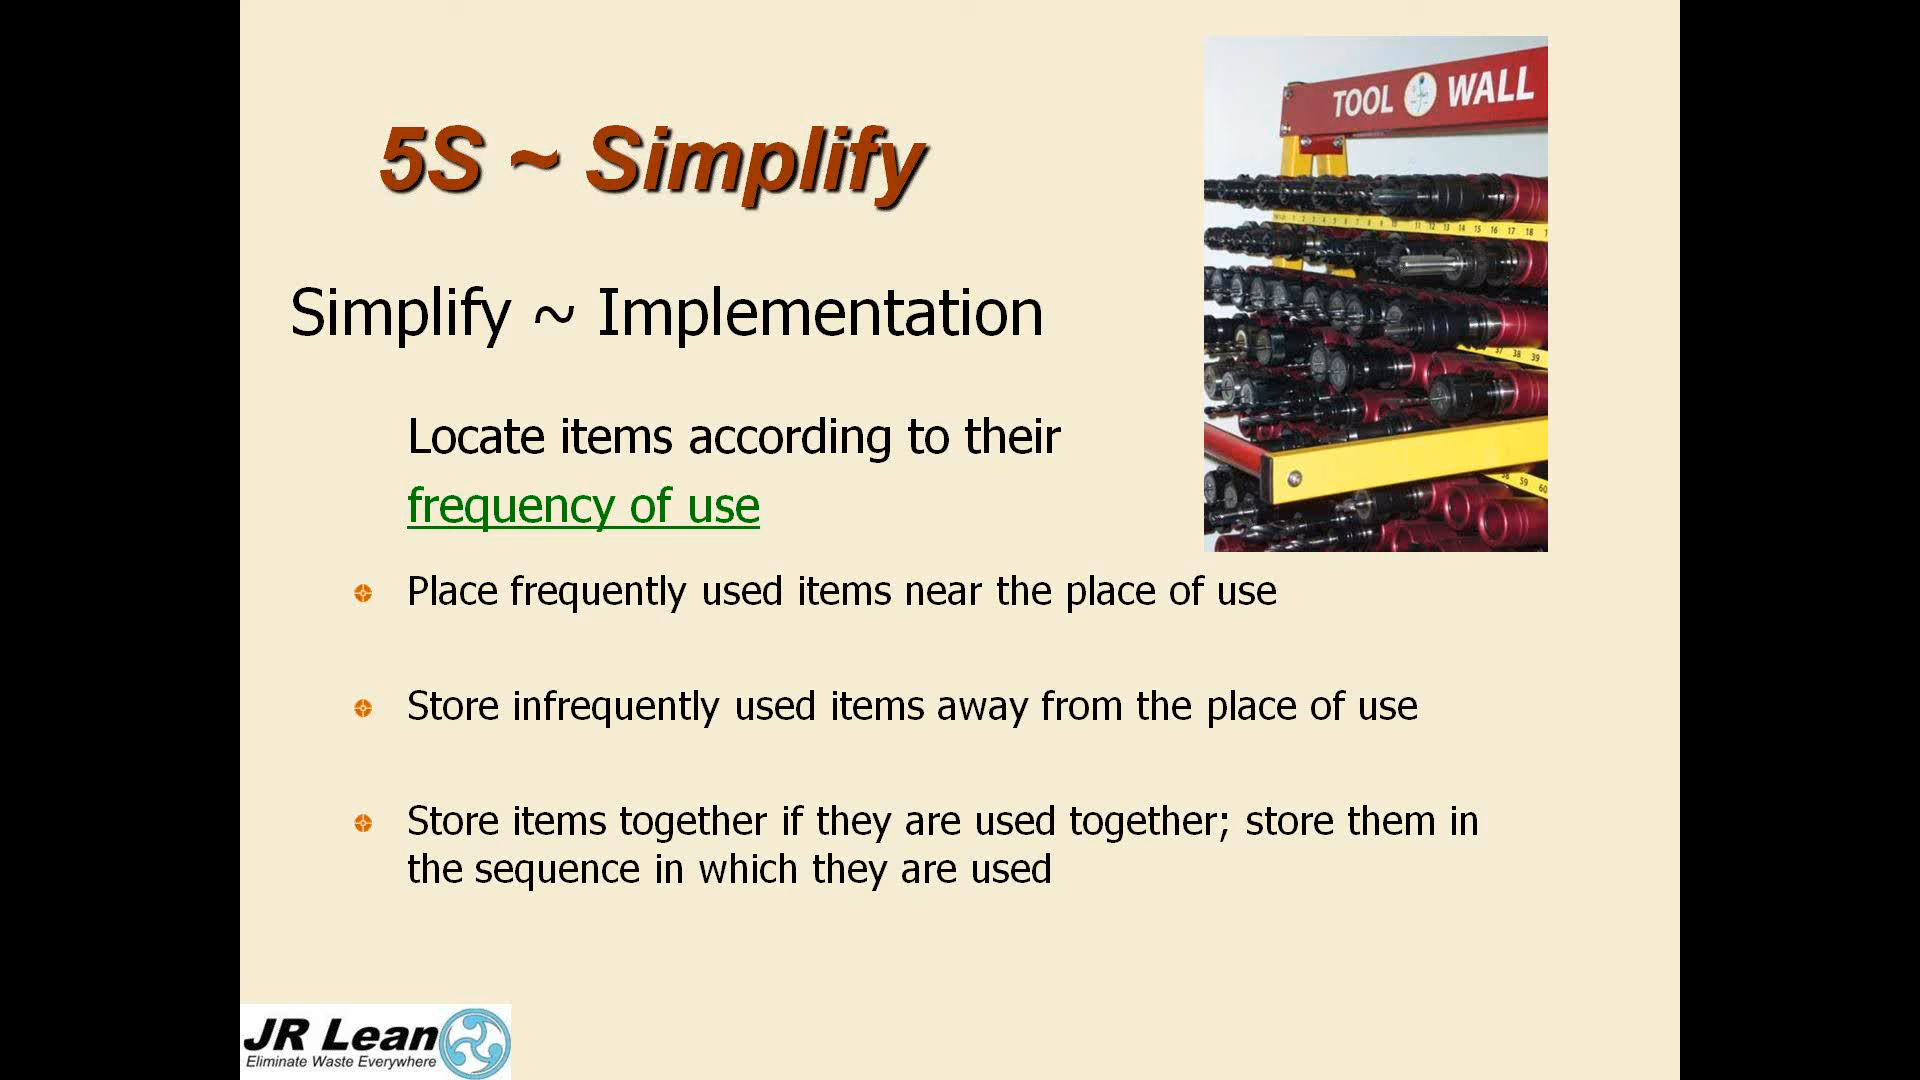 5S ~ Simplify
TOOL WALL
Simplify ~ Implementation
Locate items according to their
frequency of use
Place frequently used items near the place of use
Store infrequently used items away from the place of use
Store items together if they are used together; store them in
the sequence in which they are used
JR Lean
Eliminate Waste Everywhere